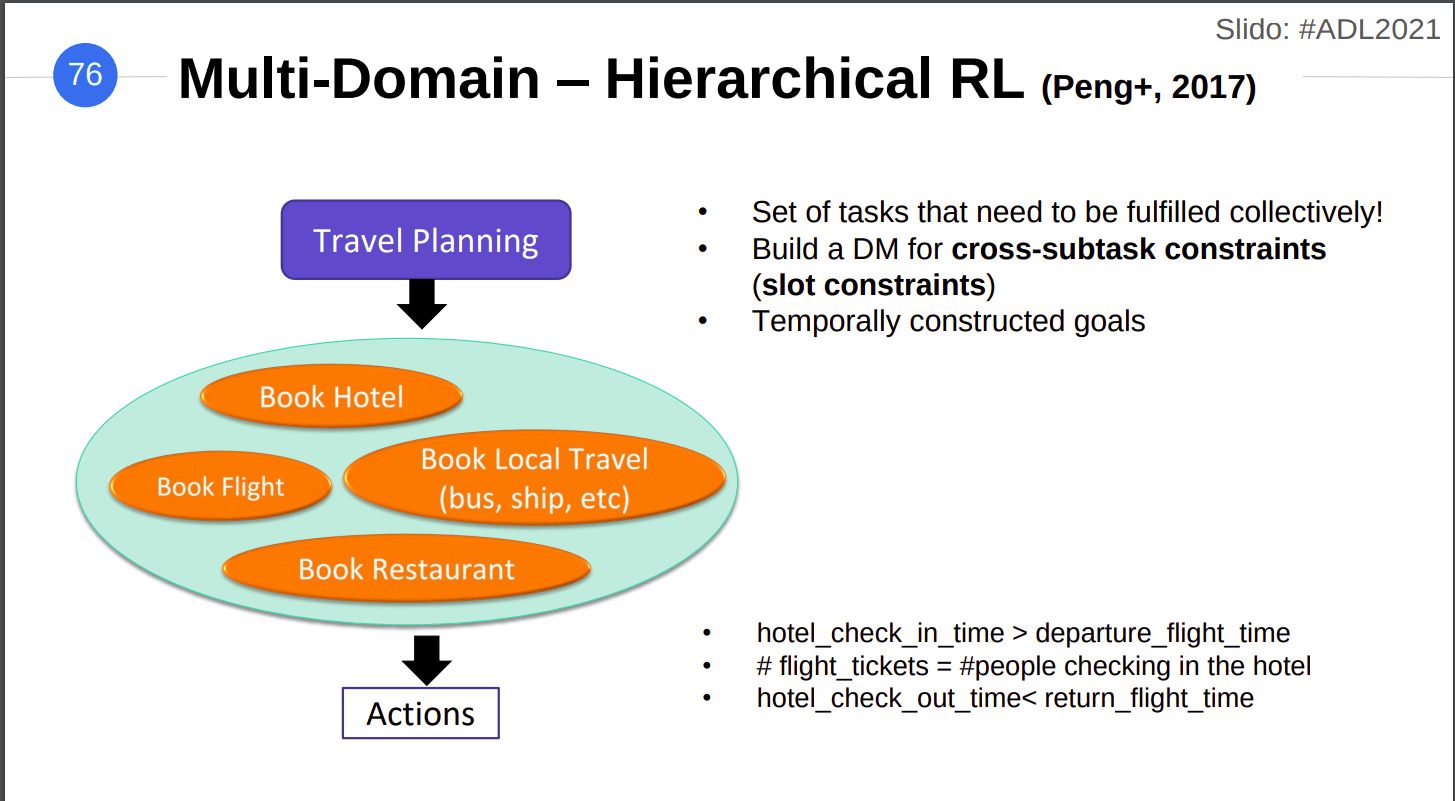 Slido: #ADL2021
76
Multi-Domain – Hierarchical RL (Peng+, 2017)
Travel Planning
Book Hotel
Book Local Travel
(bus, ship, etc)
Book Flight
Book Restaurant
Actions
• Set of tasks that need to be fulfilled collectively!
• Build a DM for cross-subtask constraints
(slot constraints)
• Temporally constructed goals
• hotel_check_in_time > departure_flight_time
• # flight_tickets = #people checking in the hotel
• hotel_check_out_time< return_flight_time